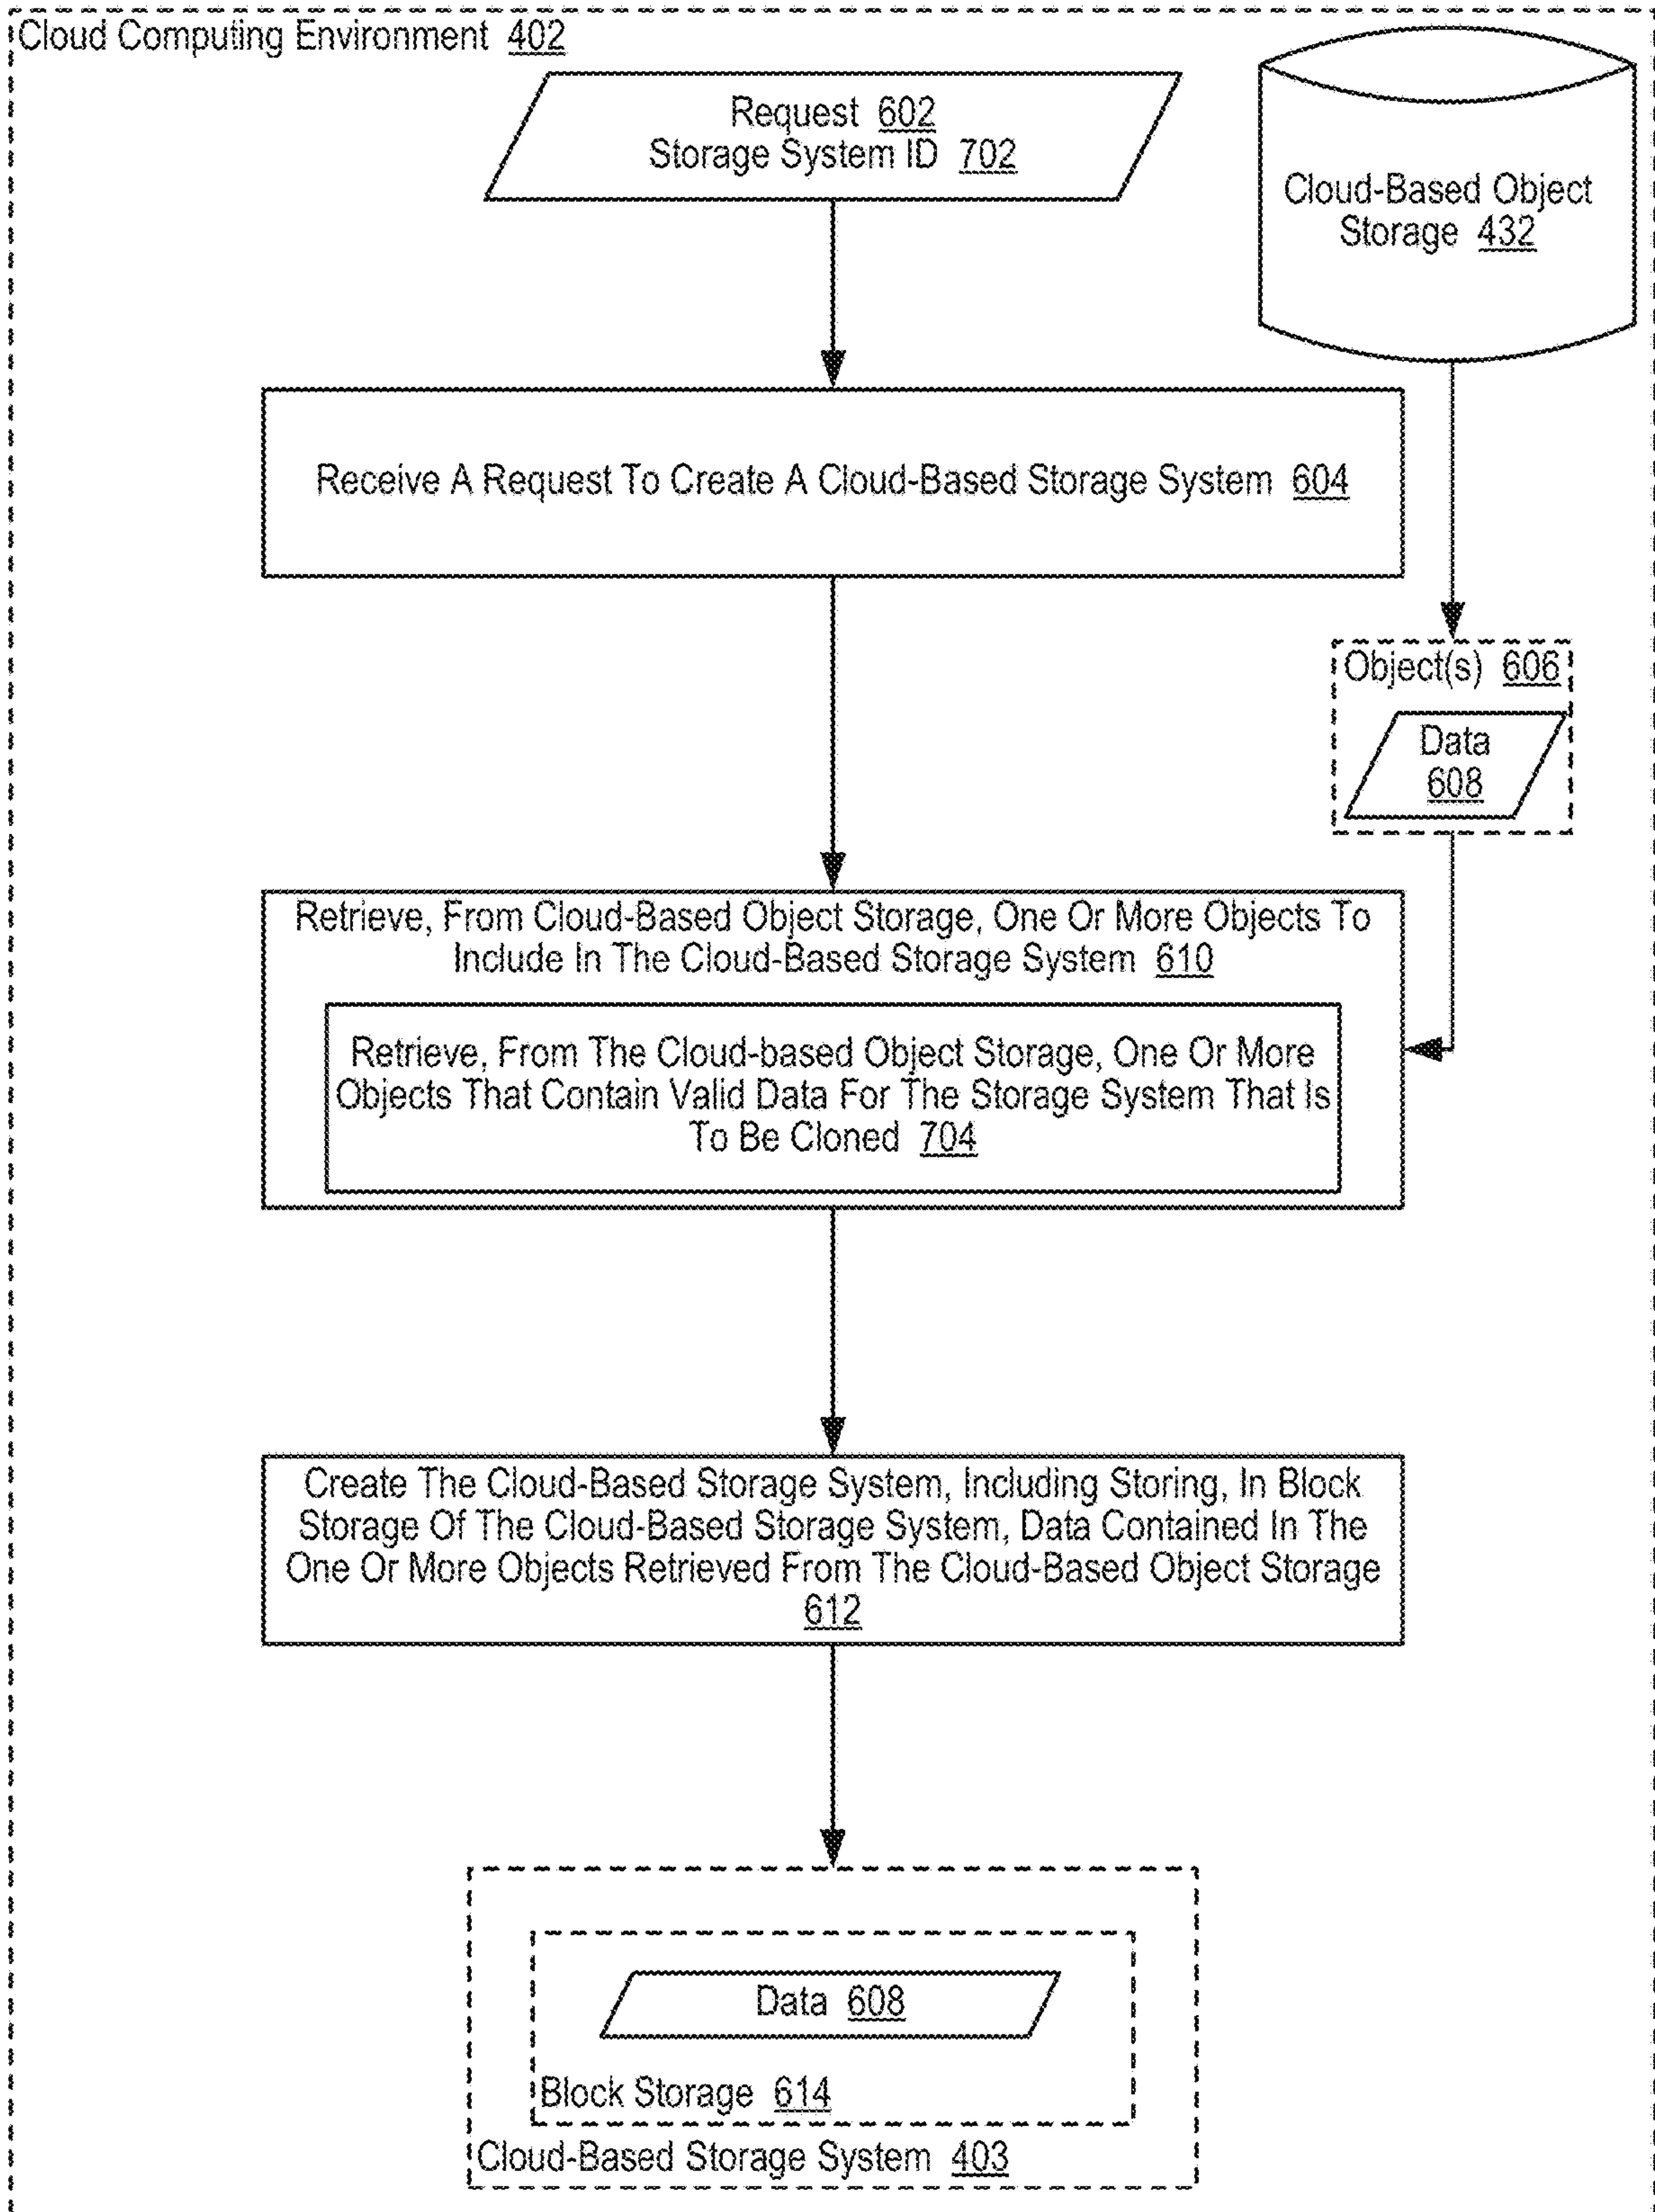 Cloud Computing Environment 402
Request 602
Storage System ID 702
Cloud-Based Object
Storage 432
Receive A Request To Create A Cloud-Based Storage System 604
Object(s) 606
Data
608
Retrieve, From Cloud-Based Object Storage, One Or More Objects To
Include In The Cloud-Based Storage System 610
Retrieve, From The Cloud-based Object Storage, One Or More
Objects That Contain Valid Data For The Storage System That Is
To Be Cloned 704
Create The Cloud-Based Storage System, Including Storing, In Block
Storage Of The Cloud-Based Storage System, Data Contained In The
One Or More Objects Retrieved From The Cloud-Based Object Storage
612
Data 608
Block Storage 614
Cloud-Based Storage System 403